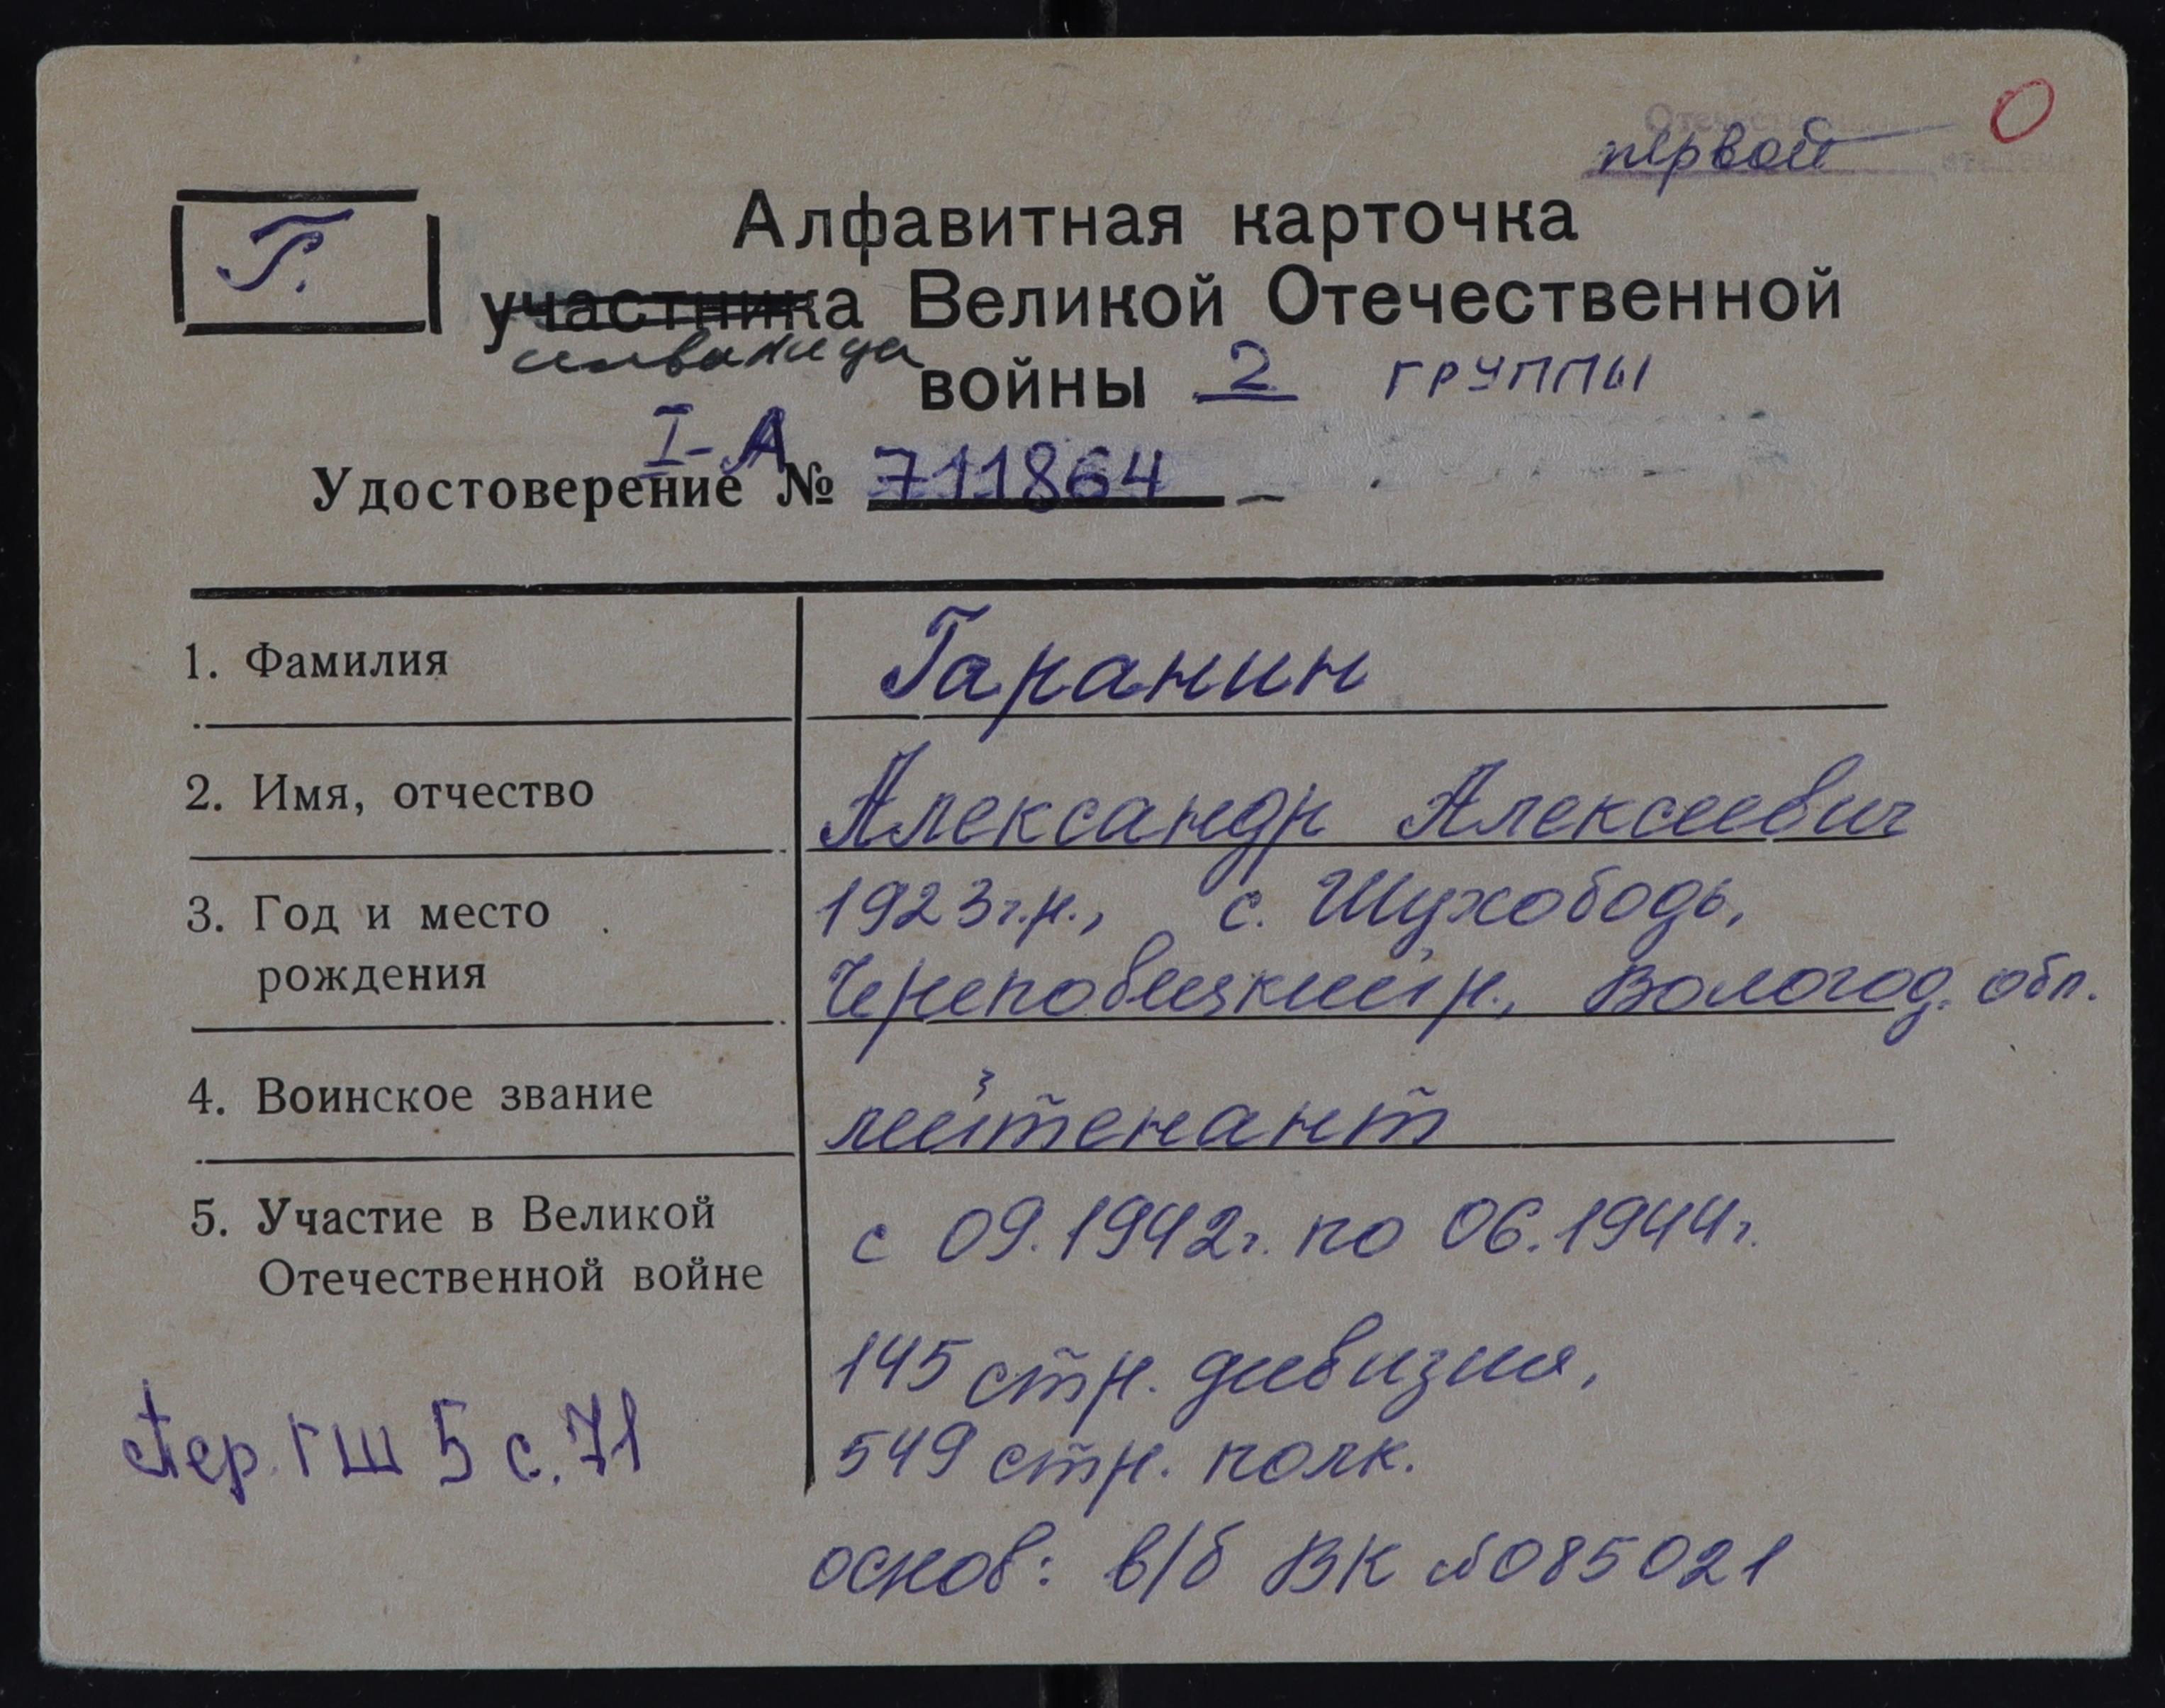 О
первой
Г.
Алфавитная карточка
участника Великой Отечественной
инвалида
войны 2 ГРУППЫ
I-А
Удостоверение № 711864
1. Фамилия
Гаранин
2. Имя, отчество
Александр Алексеевич
3. Год и место рождения
1923г.р., с. Шухободь,
Череповецкий р., Вологод. обл.
4. Воинское звание
лейтенант
5. Участие в Великой
Отечественной войне
с 09.1942г. по 06.1944г.
145 стр. дивизия,
549 стр. полк.
основ: в/б ВК №085021
пер. ГШ 5 с. 71